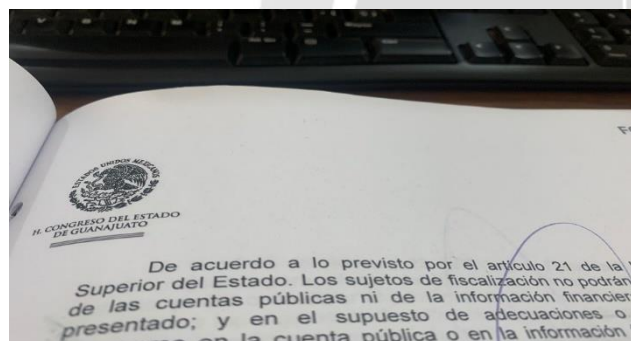 ESTADOS UNIDOS MEXICANOS
H. CONGRESO DEL ESTADO
DE GUANAJUATO
De acuerdo a lo previsto por el artículo 21 de la
Superior del Estado. Los sujetos de fiscalización no podrán
de las cuentas públicas ni de la información
presentado; y en el supuesto de adecuaciones o
en la cuenta pública o en la información